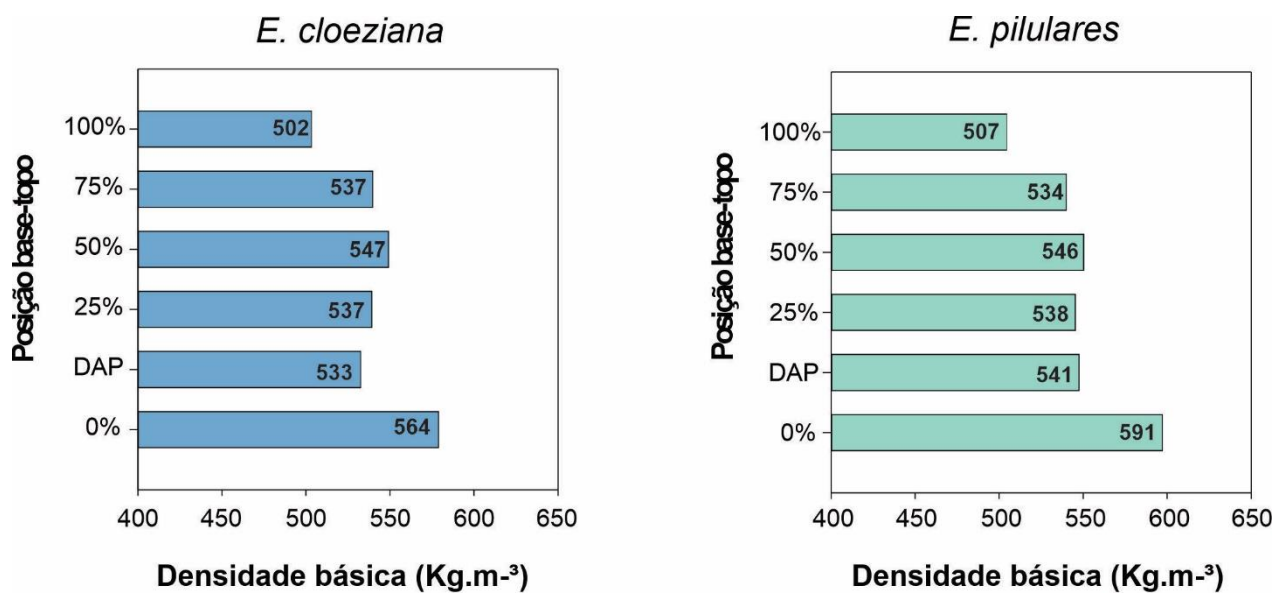 E. cloeziana
Posição base-topo
100%
502
75%
537
50%
547
25%
537
DAP
533
0%
564
400 450 500 550 600 650
Densidade básica (Kg.m-³)
E. pilulares
Posição base-topo
100%
507
75%
534
50%
546
25%
538
DAP
541
0%
591
400 450 500 550 600 650
Densidade básica (Kg.m-³)